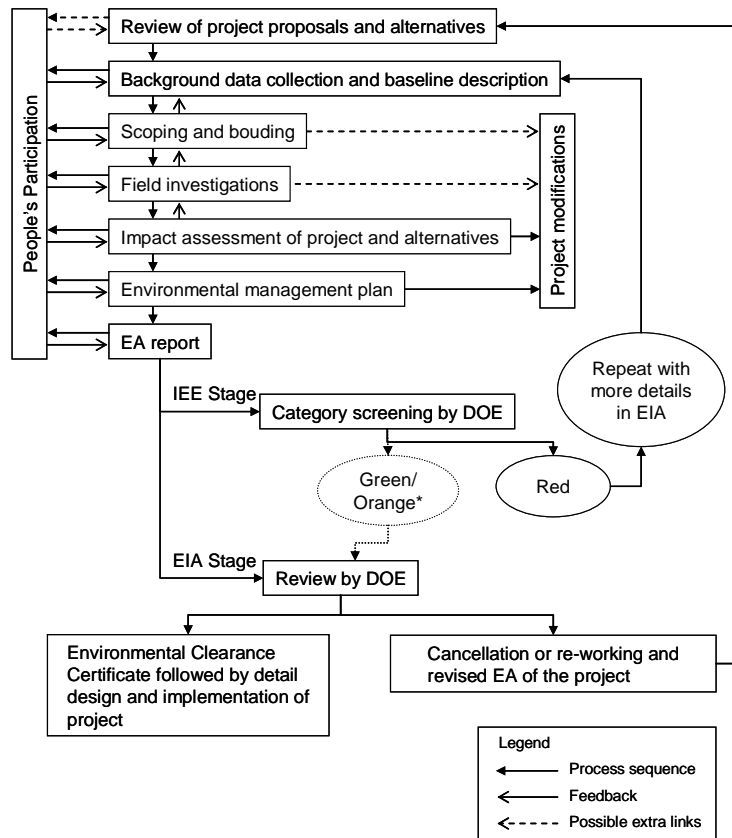 Review of project proposals and alternatives
Background data collection and baseline description
Scoping and bouding
Field investigations
Impact assessment of project and alternatives
Environmental management plan
EA report
People's Participation
Project modifications
Repeat with
more details
in EIA
IEE Stage
Category screening by DOE
Green/
Orange*
Red
EIA Stage
Review by DOE
Environmental Clearance
Certificate followed by detail
design and implementation of
project
Cancellation or re-working and
revised EA of the project
Legend
Process sequence
Feedback
Possible extra links